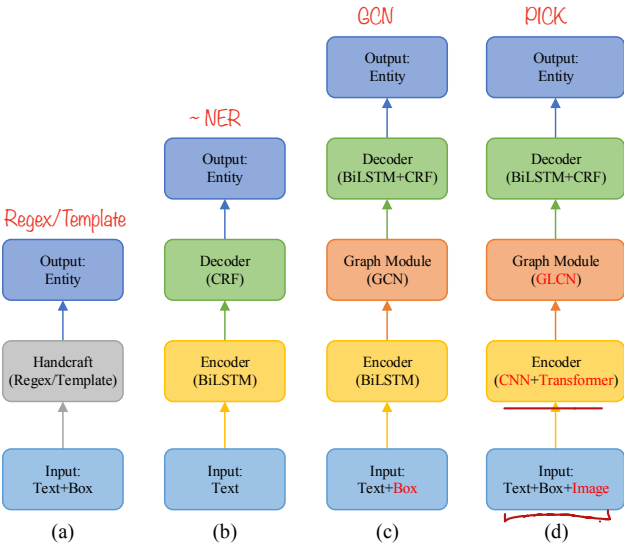 GCN
Output:
Entity
Decoder
(BiLSTM+CRF)
Graph Module
(GCN)
Encoder
(BiLSTM)
Input:
Text+Box
(c)
PICK
Output:
Entity
Decoder
(BiLSTM+CRF)
Graph Module
(GLCN)
Encoder
(CNN+Transformer)
Input:
Text+Box+Image
(d)
~ NER
Output:
Entity
Decoder
(CRF)
Encoder
(BiLSTM)
Input:
Text
(b)
Regex/Template
Output:
Entity
Handcraft
(Regex/Template)
Input:
Text+Box
(a)